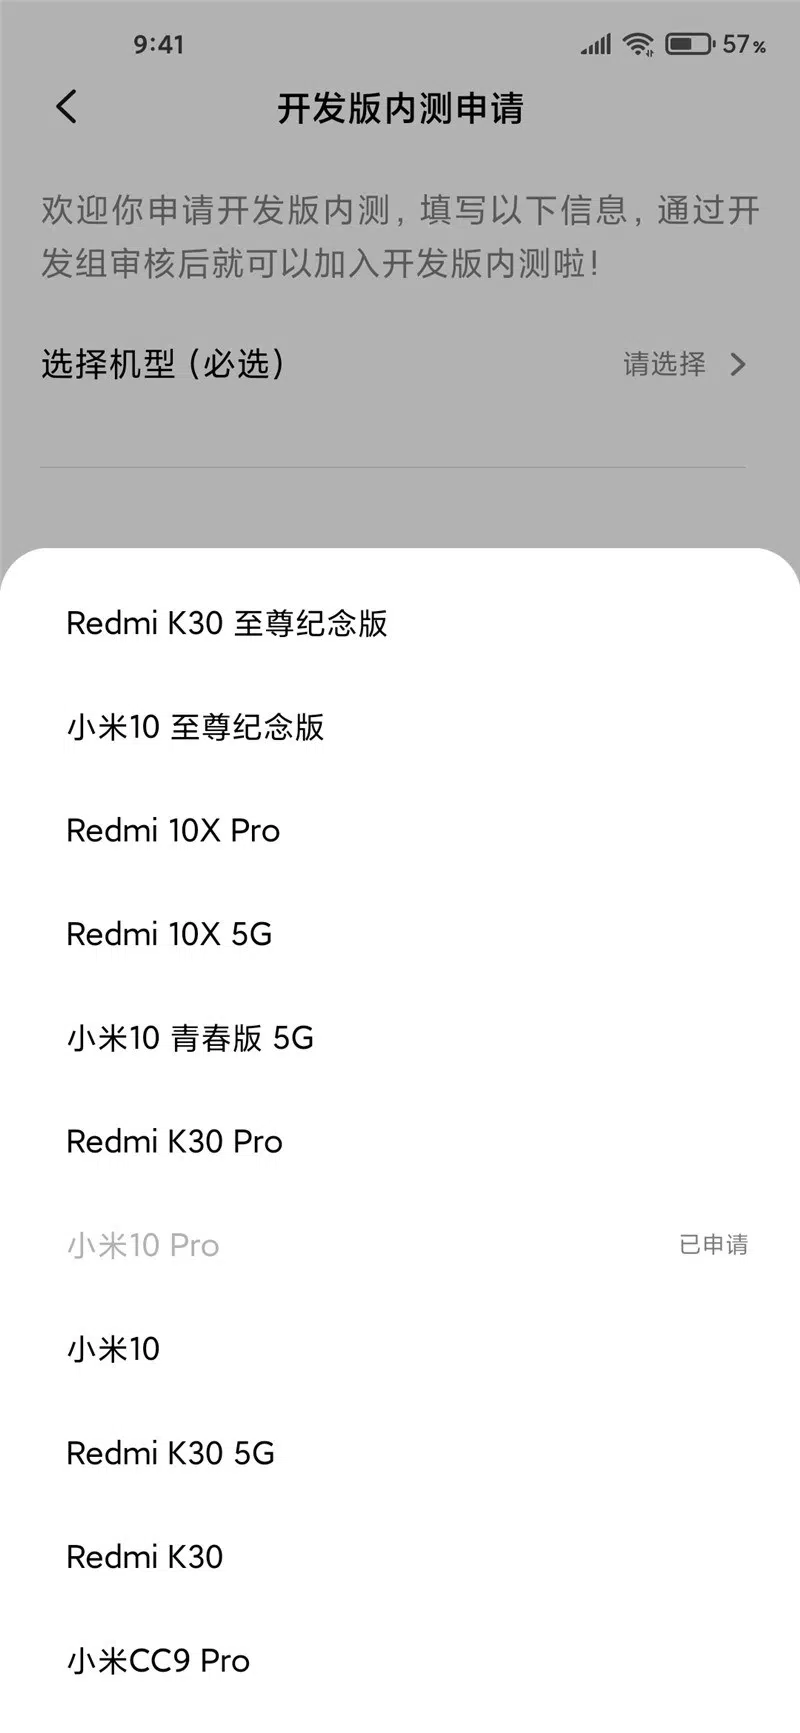 9:41
57%
开发版内测申请
欢迎你申请开发版内测，填写以下信息，通过开
发组审核后就可以加入开发版内测啦！
选择机型（必选） 请选择
Redmi K30 至尊纪念版
小米10 至尊纪念版
Redmi 10X Pro
Redmi 10X 5G
小米10 青春版 5G
Redmi K30 Pro
小米10 Pro 已申请
小米10
Redmi K30 5G
Redmi K30
小米CC9 Pro